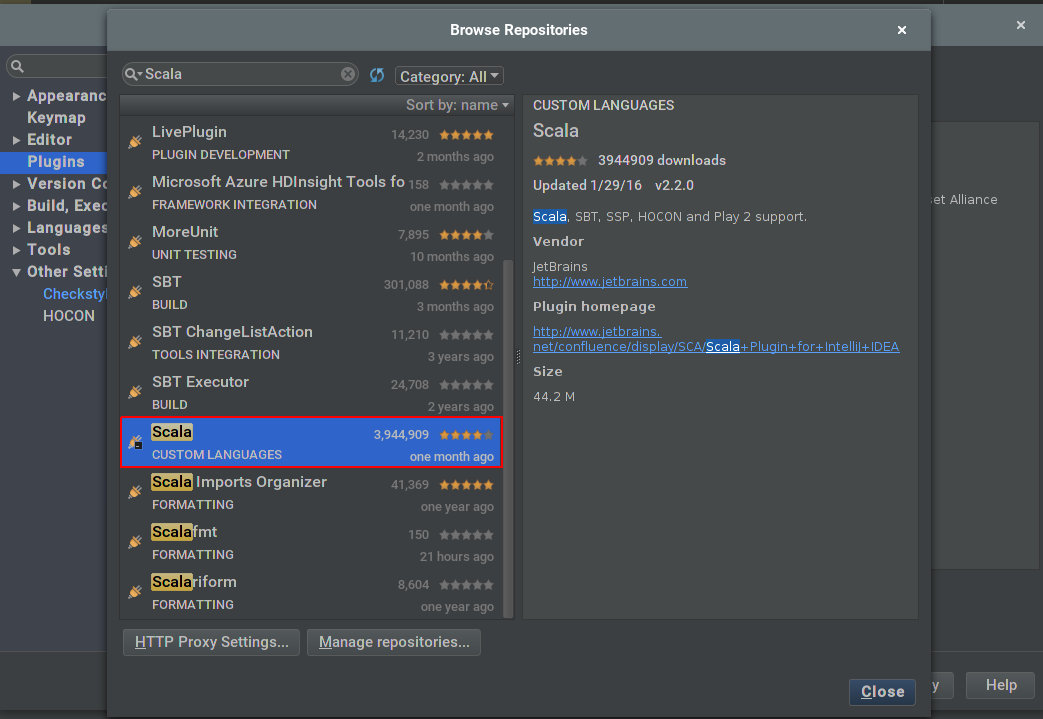 Browse Repositories
Scala
Category: All
Sort by: name
Appearanc
Keymap
Editor
Plugins
Version Co
Build, Exec
Languages
Tools
Other Setti
Checkstyl
HOCON
LivePlugin 14,230
PLUGIN DEVELOPMENT 2 months ago
Microsoft Azure HDInsight Tools fo 158
FRAMEWORK INTEGRATION one month ago
MoreUnit 7,895
UNIT TESTING 10 months ago
SBT 301,088
BUILD 3 months ago
SBT ChangeListAction 11,210
TOOLS INTEGRATION 3 years ago
SBT Executor 24,708
BUILD 2 years ago
Scala 3,944,909
CUSTOM LANGUAGES one month ago
Scala Imports Organizer 41,369
FORMATTING one year ago
Scalafmt 150
FORMATTING 21 hours ago
Scalariform 8,604
FORMATTING one year ago
CUSTOM LANGUAGES
Scala
3944909 downloads
Updated 1/29/16 v2.2.0
Scala, SBT, SSP, HOCON and Play 2 support.
Vendor
JetBrains
http://www.jetbrains.com
Plugin homepage
http://www.jetbrains.
net/confluence/display/SCA/Scala+Plugin+for+IntelliJ+IDEA
Size
44.2 M
set Alliance
HTTP Proxy Settings...
Manage repositories...
Close
y
Help